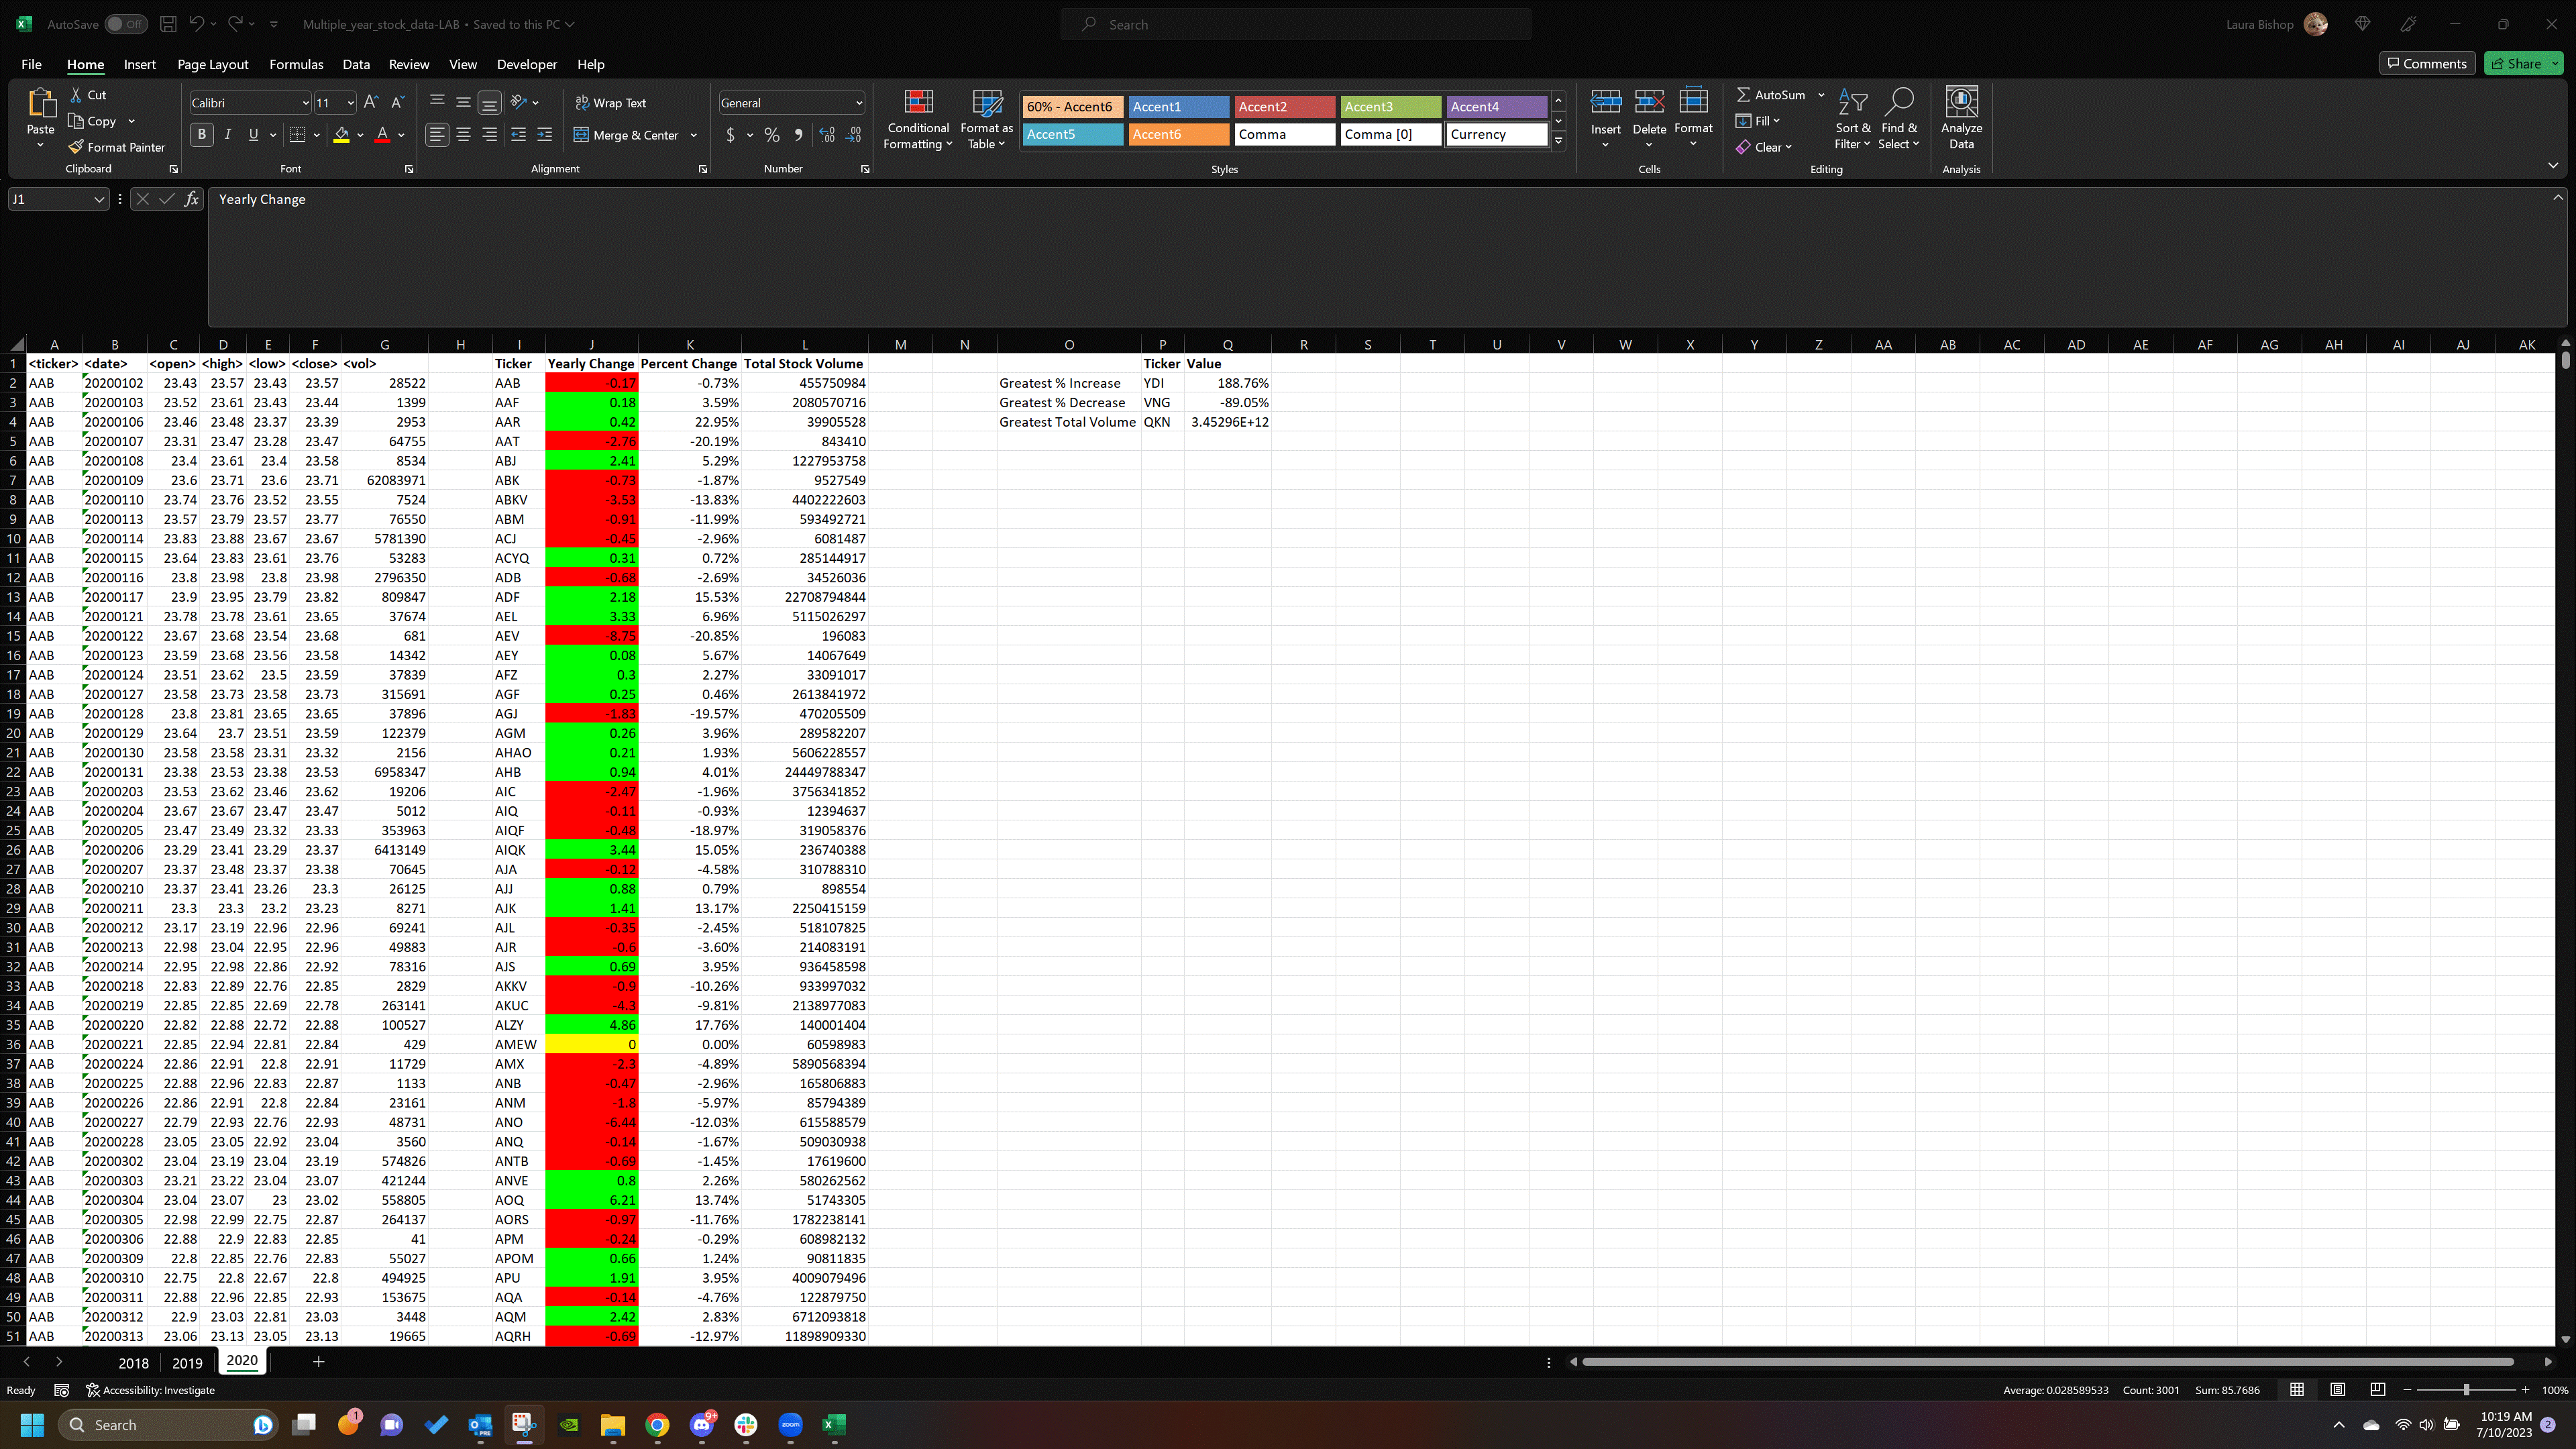 AutoSave Off Multiple_year_stock_data-LAB • Saved to this PC Search Laura Bishop
File Home Insert Page Layout Formulas Data Review View Developer Help Comments Share
Paste Cut Copy Format Painter Clipboard
Calibri 11 B I U Font
Wrap Text Merge & Center Alignment
General $ % Number
Conditional Formatting Format as Table
60% - Accent6 Accent1 Accent2 Accent3 Accent4
Accent5 Accent6 Comma Comma [0] Currency
Styles
Insert Delete Format Cells
AutoSum Fill Clear Sort & Filter Find & Select Editing
Analyze Data Analysis
J1 fx Yearly Change
A B C D E F G H I J K L M N O P Q R S T U V W X Y Z AA AB AC AD AE AF AG AH AI AJ AK
1 <ticker> <date> <open> <high> <low> <close> <vol> Ticker Yearly Change Percent Change Total Stock Volume Ticker Value
2 AAB 20200102 23.43 23.57 23.43 23.57 28522 AAB -0.17 -0.73% 455750984 Greatest % Increase YDI 188.76%
3 AAB 20200103 23.52 23.61 23.43 23.44 1399 AAF 0.18 3.59% 2080570716 Greatest % Decrease VNG -89.05%
4 AAB 20200106 23.46 23.48 23.37 23.39 2953 AAR 0.42 22.95% 39905528 Greatest Total Volume QKN 3.45296E+12
5 AAB 20200107 23.31 23.47 23.28 23.47 64755 AAT -2.76 -20.19% 843410
6 AAB 20200108 23.4 23.61 23.4 23.58 8534 ABJ 2.41 5.29% 1227953758
7 AAB 20200109 23.6 23.71 23.6 23.71 62083971 ABK -0.73 -1.87% 9527549
8 AAB 20200110 23.74 23.76 23.52 23.55 7524 ABKV -3.53 -13.83% 4402222603
9 AAB 20200113 23.57 23.79 23.57 23.77 76550 ABM -0.91 -11.99% 593492721
10 AAB 20200114 23.83 23.88 23.67 23.67 5781390 ACJ -0.45 -2.96% 6081487
11 AAB 20200115 23.64 23.83 23.61 23.76 53283 ACYQ 0.31 0.72% 285144917
12 AAB 20200116 23.8 23.98 23.8 23.98 2796350 ADB -0.68 -2.69% 34526036
13 AAB 20200117 23.9 23.95 23.79 23.82 809847 ADF 2.18 15.53% 22708794844
14 AAB 20200121 23.78 23.78 23.61 23.65 37674 AEL 3.33 6.96% 5115026297
15 AAB 20200122 23.67 23.68 23.54 23.68 681 AEV -8.75 -20.85% 196083
16 AAB 20200123 23.59 23.68 23.56 23.58 14342 AEY 0.08 5.67% 14067649
17 AAB 20200124 23.51 23.62 23.5 23.59 37839 AFZ 0.3 2.27% 33091017
18 AAB 20200127 23.58 23.73 23.58 23.73 315691 AGF 0.25 0.46% 2613841972
19 AAB 20200128 23.8 23.81 23.65 23.65 37896 AGJ -1.83 -19.57% 470205509
20 AAB 20200129 23.64 23.7 23.51 23.59 122379 AGM 0.26 3.96% 289582207
21 AAB 20200130 23.58 23.58 23.31 23.32 2156 AHAO 0.21 1.93% 5606228557
22 AAB 20200131 23.38 23.53 23.38 23.53 6958347 AHB 0.94 4.01% 24449788347
23 AAB 20200203 23.53 23.62 23.46 23.62 19206 AIC -2.47 -1.96% 3756341852
24 AAB 20200204 23.67 23.67 23.47 23.47 5012 AIQ -0.11 -0.93% 12394637
25 AAB 20200205 23.47 23.49 23.32 23.33 353963 AIQF -0.48 -18.97% 319058376
26 AAB 20200206 23.29 23.41 23.29 23.37 6413149 AIQK 3.44 15.05% 236740388
27 AAB 20200207 23.37 23.48 23.37 23.38 70645 AJA -0.12 -4.58% 310788310
28 AAB 20200210 23.37 23.41 23.26 23.3 26125 AJJ 0.88 0.79% 898554
29 AAB 20200211 23.3 23.3 23.2 23.23 8271 AJK 1.41 13.17% 2250415159
30 AAB 20200212 23.17 23.19 22.96 22.96 69241 AJL -0.35 -2.45% 518107825
31 AAB 20200213 22.98 23.04 22.95 22.96 49883 AJR -0.6 -3.60% 214083191
32 AAB 20200214 22.95 22.98 22.86 22.92 78316 AJS 0.69 3.95% 936458598
33 AAB 20200218 22.83 22.89 22.76 22.85 2829 AKKV -0.9 -10.26% 933997032
34 AAB 20200219 22.85 22.85 22.69 22.78 263141 AKUC -4.3 -9.81% 2138977083
35 AAB 20200220 22.82 22.88 22.72 22.88 100527 ALZY 4.86 17.76% 140001404
36 AAB 20200221 22.85 22.94 22.81 22.84 429 AMEW 0 0.00% 60598983
37 AAB 20200224 22.86 22.91 22.8 22.91 11729 AMX -2.3 -4.89% 5890568394
38 AAB 20200225 22.88 22.96 22.83 22.87 1133 ANB -0.47 -2.96% 165806883
39 AAB 20200226 22.86 22.91 22.8 22.84 23161 ANM -1.8 -5.97% 85794389
40 AAB 20200227 22.79 22.93 22.76 22.93 48731 ANO -6.44 -12.03% 615588579
41 AAB 20200228 23.05 23.05 22.92 23.04 3560 ANQ -0.14 -1.67% 509030938
42 AAB 20200302 23.04 23.19 23.04 23.19 574826 ANTB -0.69 -1.45% 17619600
43 AAB 20200303 23.21 23.22 23.04 23.07 421244 ANVE 0.8 2.26% 580262562
44 AAB 20200304 23.04 23.07 23 23.02 558805 AOQ 6.21 13.74% 51743305
45 AAB 20200305 22.98 22.99 22.75 22.87 264137 AORS -0.97 -11.76% 1782238141
46 AAB 20200306 22.88 22.9 22.83 22.85 41 APM -0.24 -0.29% 608982132
47 AAB 20200309 22.8 22.85 22.76 22.83 55027 APOM 0.66 1.24% 90811835
48 AAB 20200310 22.75 22.8 22.67 22.8 494925 APU 1.91 3.95% 4009079496
49 AAB 20200311 22.88 22.96 22.85 22.93 153675 AQA -0.14 -4.76% 122879750
50 AAB 20200312 22.9 23.03 22.81 23.03 3448 AQM 2.42 2.83% 6712093818
51 AAB 20200313 23.06 23.13 23.05 23.13 19665 AQRH -0.69 -12.97% 11898909330
2018 2019 2020
Ready Accessibility: Investigate Average: 0.028589533 Count: 3001 Sum: 85.7686 100%
Search 1 PRE 9+ zoom 10:19 AM 2
7/10/2023